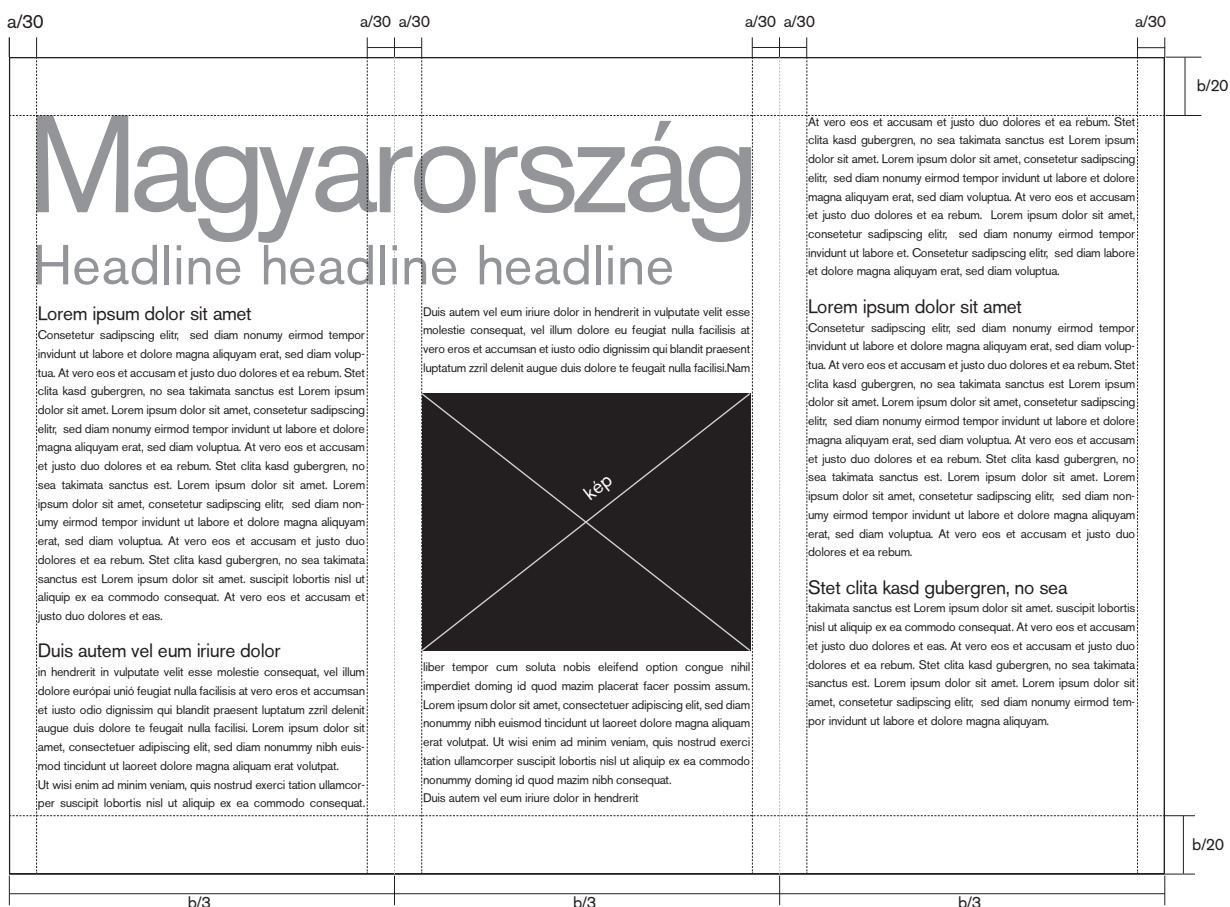 a/30
a/30 a/30
a/30 a/30
a/30
b/20
Magyarország
Headline headline headline
Lorem ipsum dolor sit amet
Consetetur sadipscing elitr, sed diam nonumy eirmod tempor
invidunt ut labore et dolore magna aliquyam erat, sed diam volup-
tua. At vero eos et accusam et justo duo dolores et ea rebum. Stet
clita kasd gubergren, no sea takimata sanctus est Lorem ipsum
dolor sit amet. Lorem ipsum dolor sit amet, consetetur sadipscing
elitr, sed diam nonumy eirmod tempor invidunt ut labore et dolore
magna aliquyam erat, sed diam voluptua. At vero eos et accusam
et justo duo dolores et ea rebum. Stet clita kasd gubergren, no
sea takimata sanctus est. Lorem ipsum dolor sit amet. Lorem
ipsum dolor sit amet, consetetur sadipscing elitr, sed diam non-
umy eirmod tempor invidunt ut labore et dolore magna aliquyam
erat, sed diam voluptua. At vero eos et accusam et justo duo
dolores et ea rebum. Stet clita kasd gubergren, no sea takimata
sanctus est Lorem ipsum dolor sit amet. suscipit lobortis nisl ut
aliquip ex ea commodo consequat. At vero eos et accusam et
justo duo dolores et eas.
Duis autem vel eum iriure dolor
in hendrerit in vulputate velit esse molestie consequat, vel illum
dolore európai unió feugiat nulla facilisis at vero eros et accumsan
et iusto odio dignissim qui blandit praesent luptatum zzril delenit
augue duis dolore te feugait nulla facilisi. Lorem ipsum dolor sit
amet, consectetuer adipiscing elit, sed diam nonummy nibh euis-
mod tincidunt ut laoreet dolore magna aliquam erat volutpat.
Ut wisi enim ad minim veniam, quis nostrud exerci tation ullamcor-
per suscipit lobortis nisl ut aliquip ex ea commodo consequat.
Duis autem vel eum iriure dolor in hendrerit in vulputate velit esse
molestie consequat, vel illum dolore eu feugiat nulla facilisis at
vero eros et accumsan et iusto odio dignissim qui blandit praesent
luptatum zzril delenit augue duis dolore te feugait nulla facilisi.Nam
kép
liber tempor cum soluta nobis eleifend option congue nihil
imperdiet doming id quod mazim placerat facer possim assum.
Lorem ipsum dolor sit amet, consectetuer adipiscing elit, sed diam
nonummy nibh euismod tincidunt ut laoreet dolore magna aliquam
erat volutpat. Ut wisi enim ad minim veniam, quis nostrud exerci
tation ullamcorper suscipit lobortis nisl ut aliquip ex ea commodo
nonummy doming id quod mazim nibh consequat.
Duis autem vel eum iriure dolor in hendrerit
At vero eos et accusam et justo duo dolores et ea rebum. Stet
clita kasd gubergren, no sea takimata sanctus est Lorem ipsum
dolor sit amet. Lorem ipsum dolor sit amet, consetetur sadipscing
elitr, sed diam nonumy eirmod tempor invidunt ut labore et dolore
magna aliquyam erat, sed diam voluptua. At vero eos et accusam
et justo duo dolores et ea rebum. Lorem ipsum dolor sit amet,
consetetur sadipscing elitr, sed diam nonumy eirmod tempor
invidunt ut labore et. Consetetur sadipscing elitr, sed diam labore
et dolore magna aliquyam erat, sed diam voluptua.
Lorem ipsum dolor sit amet
Consetetur sadipscing elitr, sed diam nonumy eirmod tempor
invidunt ut labore et dolore magna aliquyam erat, sed diam volup-
tua. At vero eos et accusam et justo duo dolores et ea rebum. Stet
clita kasd gubergren, no sea takimata sanctus est Lorem ipsum
dolor sit amet. Lorem ipsum dolor sit amet, consetetur sadipscing
elitr, sed diam nonumy eirmod tempor invidunt ut labore et dolore
magna aliquyam erat, sed diam voluptua. At vero eos et accusam
et justo duo dolores et ea rebum. Stet clita kasd gubergren, no
sea takimata sanctus est. Lorem ipsum dolor sit amet. Lorem
ipsum dolor sit amet, consetetur sadipscing elitr, sed diam non-
umy eirmod tempor invidunt ut labore et dolore magna aliquyam
erat, sed diam voluptua. At vero eos et accusam et justo duo
dolores et ea rebum.
Stet clita kasd gubergren, no sea
takimata sanctus est Lorem ipsum dolor sit amet. suscipit lobortis
nisl ut aliquip ex ea commodo consequat. At vero eos et accusam
et justo duo dolores et eas. At vero eos et accusam et justo duo
dolores et ea rebum. Stet clita kasd gubergren, no sea takimata
sanctus est. Lorem ipsum dolor sit amet. Lorem ipsum dolor sit
amet, consetetur sadipscing elitr, sed diam nonumy eirmod tem-
por invidunt ut labore et dolore magna aliquyam.
b/20
b/3
b/3
b/3